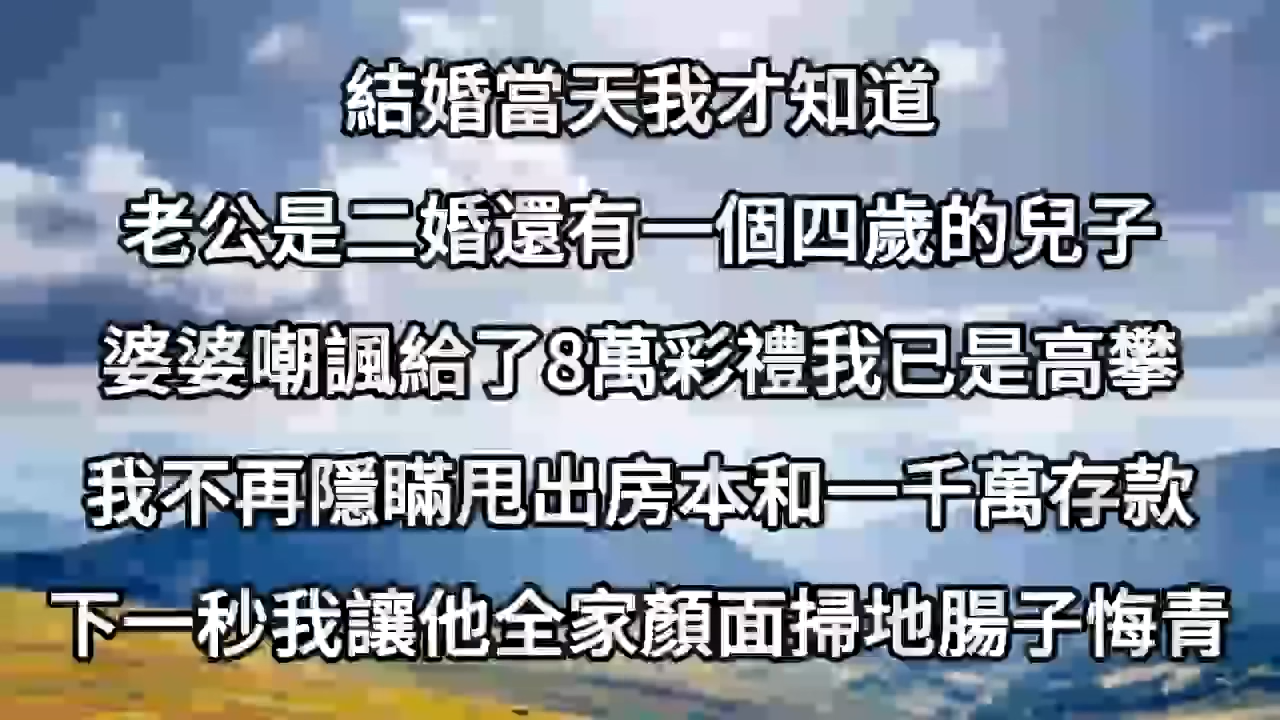 結婚當天我才知道
老公是二婚還有一個四歲的兒子
婆婆嘲諷給了8萬彩禮我已是高攀
我不再隱瞞甩出房本和一千萬存款
下一秒我讓他全家顏面掃地腸子悔青